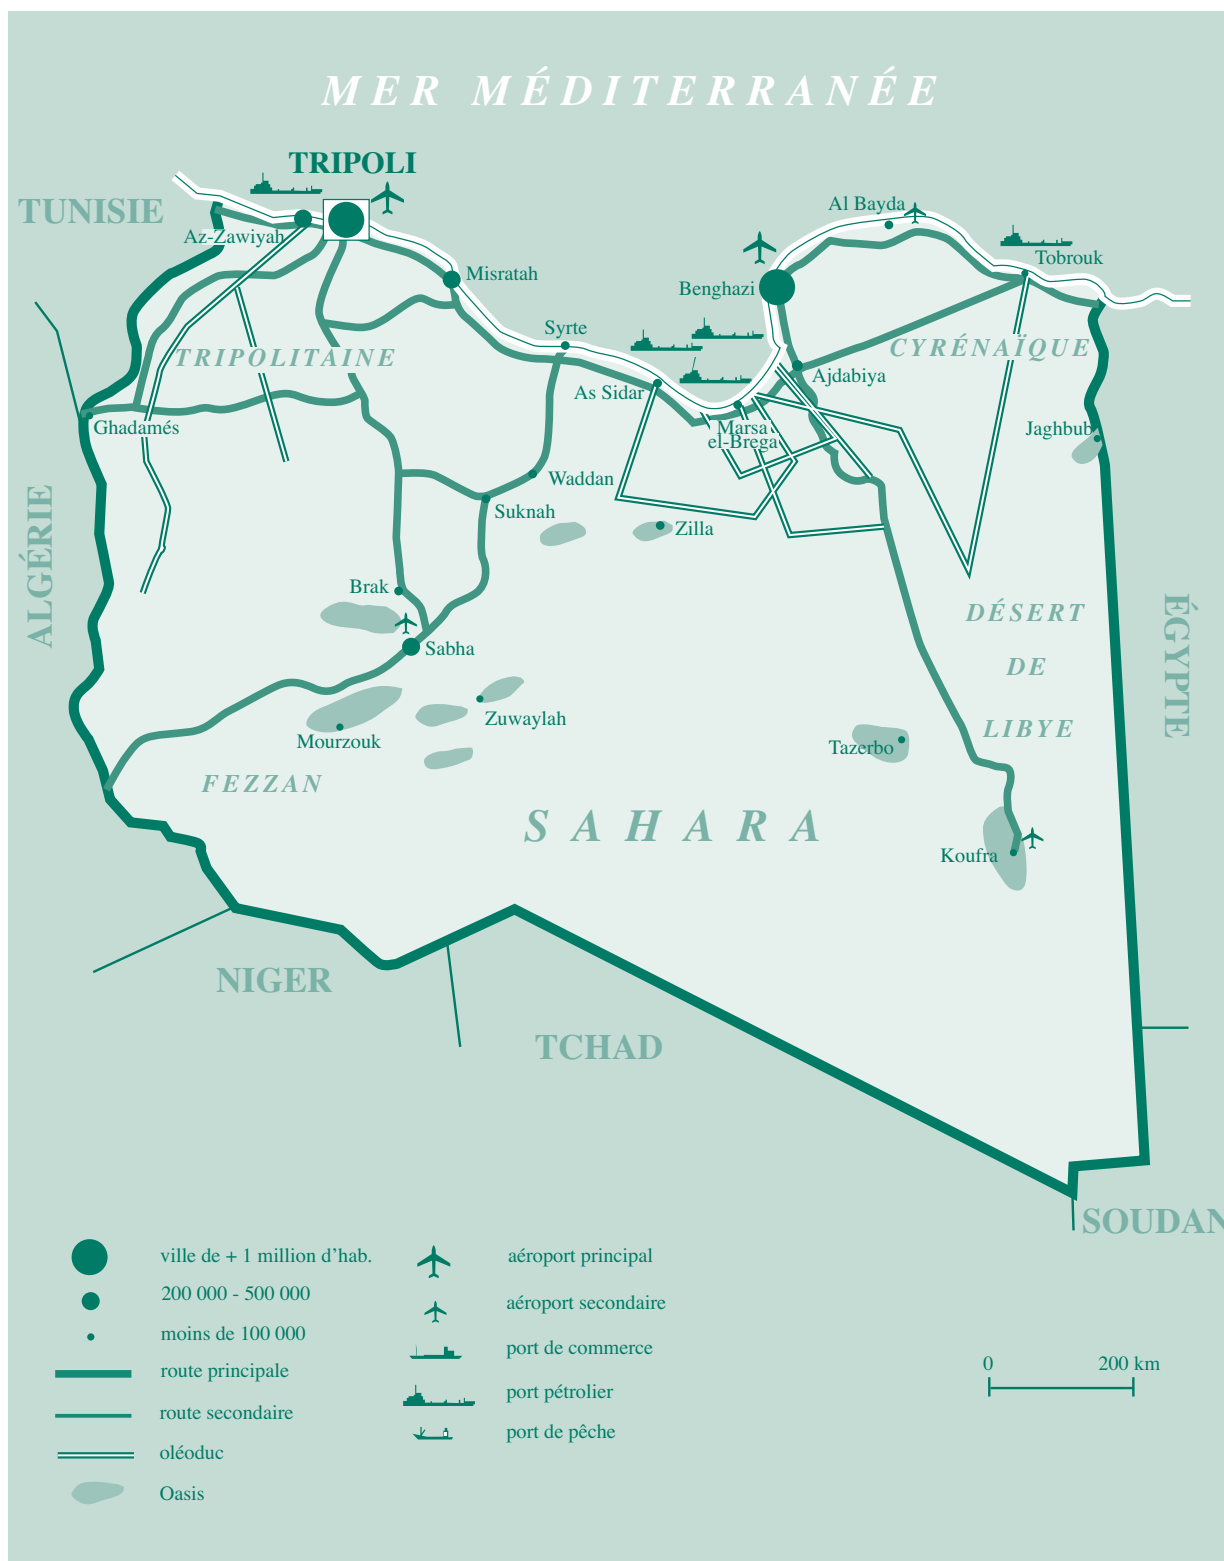 MER MÉDITERRANÉE
TRIPOLI
TUNISIE
Az-Zawiyah
Misratah
Al Bayda
Tobrouk
Benghazi
Syrte
TRIPOLITAINE
CYRÉNAÏQUE
As Sidar
Ajdabiya
Ghadamés
Marsa
el-Brega
Jaghbub
Waddan
Suknah
Zilla
ALGÉRIE
Brak
Sabha
DÉSERT
DE
LIBYE
ÉGYPTE
Zuwaylah
Mourzouk
Tazerbo
FEZZAN
SAHARA
Koufra
NIGER
TCHAD
SOUDAN
ville de + 1 million d’hab.
200 000 - 500 000
moins de 100 000
route principale
route secondaire
oléoduc
Oasis
aéroport principal
aéroport secondaire
port de commerce
port pétrolier
port de pêche
0 200 km